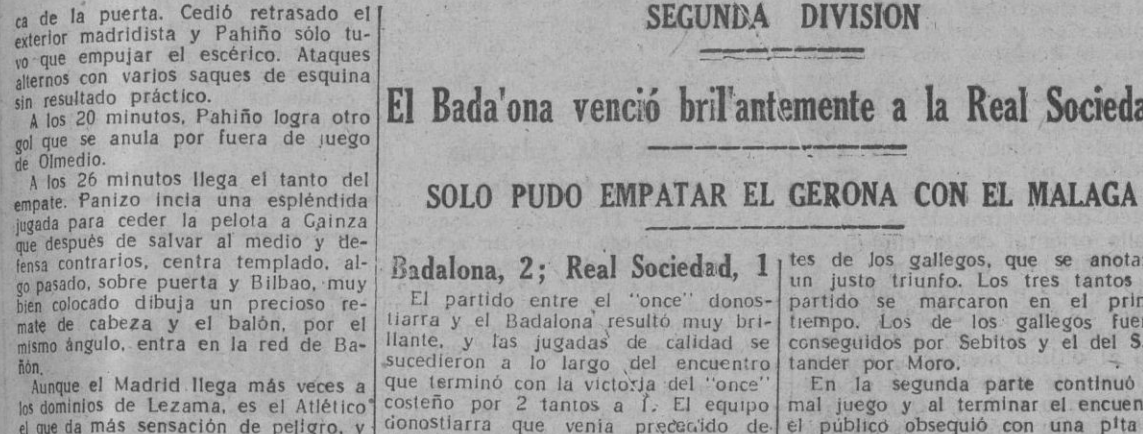 ca de la puerta. Cedió retrasado el
exterior madridista y Pahiño sólo tu-
vo que empujar el escérico. Ataques
alternos con varios saques de esquina
sin resultado práctico.
A los 20 minutos, Pahiño logra otro
gol que se anula por fuera de juego
de Olmedio.
A los 26 minutos llega el tanto del
empate. Panizo incia una espléndida
jugada para ceder la pelota a Gainza
que después de salvar al medio y de-
fensa contrarios, centra templado, al-
go pasado, sobre puerta y Bilbao, muy
bien colocado dibuja un precioso re-
mate de cabeza y el balón, por el
mismo ángulo, entra en la red de Ba-
ñón.
Aunque el Madrid llega más veces a
los dominios de Lezama, es el Atlético
el que da más sensación de peligro, y
SEGUNDA DIVISION
El Bada'ona venció bril'antemente a la Real Socieda
SOLO PUDO EMPATAR EL GERONA CON EL MALAGA
Badalona, 2; Real Sociedad, 1
El partido entre el "once" donos-
tiarra y el Badalona resultó muy bri-
llante, y las jugadas de calidad se
sucedieron a lo largo del encuentro
que terminó con la victoria del "once"
costeño por 2 tantos a 1. El equipo
donostiarra que venia precedido de
tes de los gallegos, que se anota
un justo triunfo. Los tres tantos
partido se marcaron en el prim
tiempo. Los de los gallegos fue
conseguidos por Sebitos y el del S
tander por Moro.
En la segunda parte continuó
mal juego y al terminar el encuen
el público obsequió con una pita